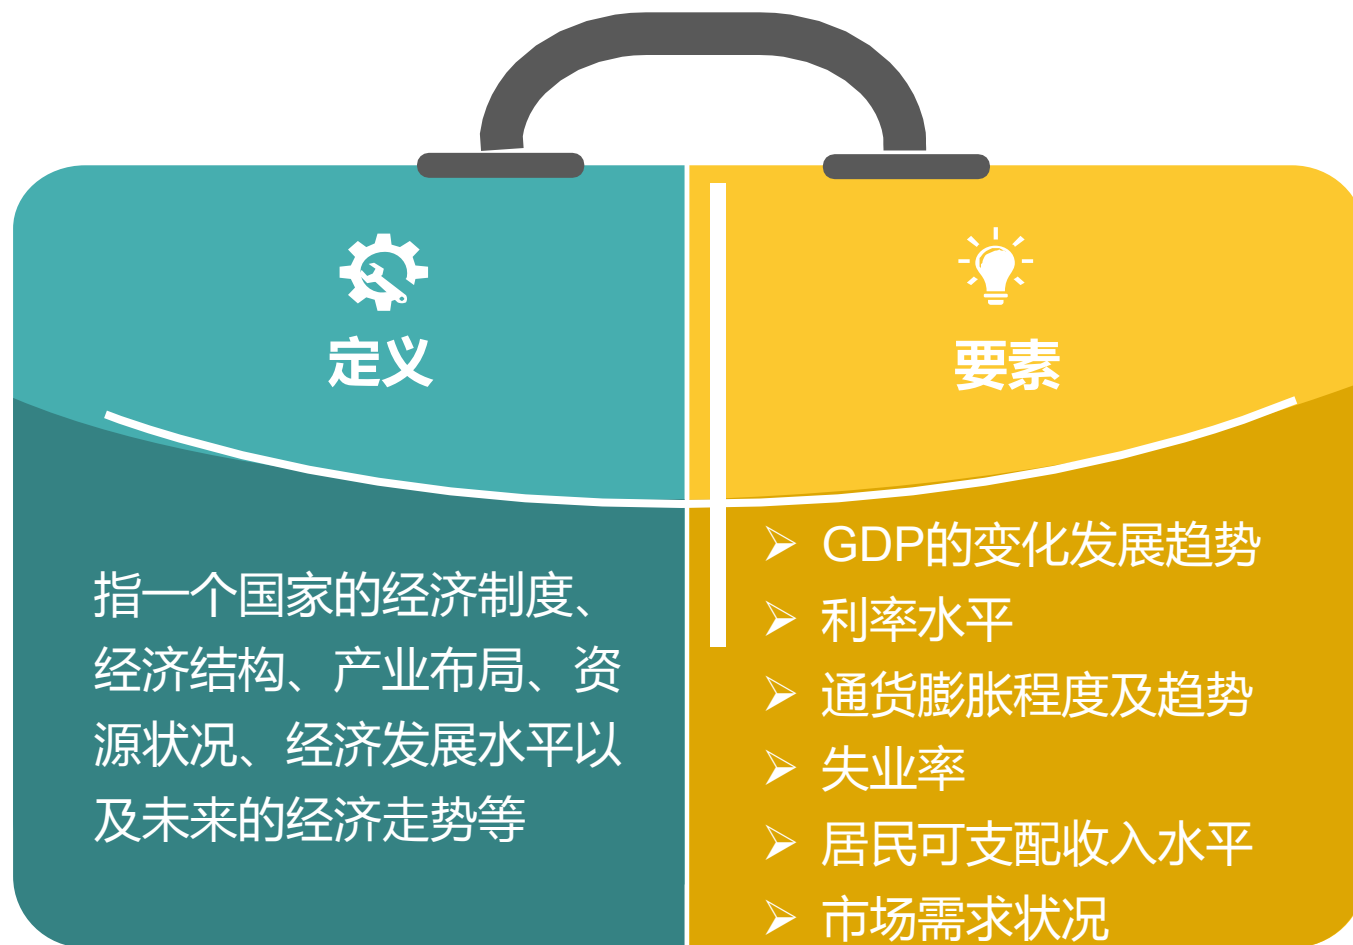 定义
指一个国家的经济制度、
经济结构、产业布局、资
源状况、经济发展水平以
及未来的经济走势等
要素
GDP的变化发展趋势
利率水平
通货膨胀程度及趋势
失业率
居民可支配收入水平
市场需求状况